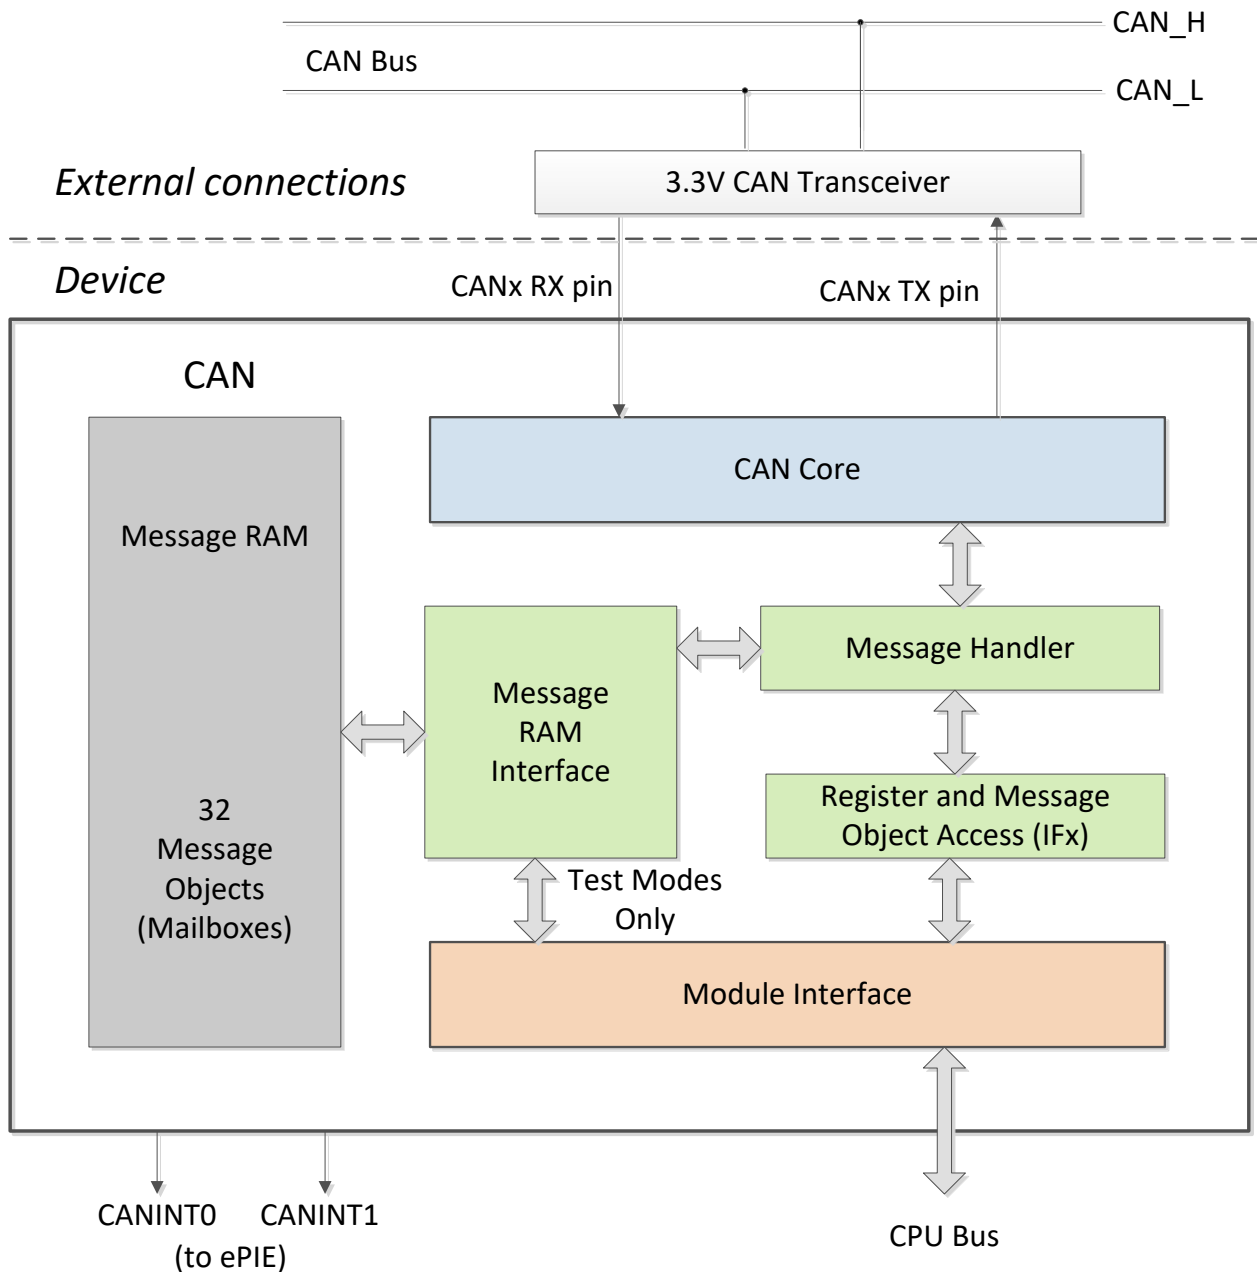 CAN_H
CAN Bus
CAN_L
External connections
3.3V CAN Transceiver
Device
CANx RX pin
CANx TX pin
CAN
CAN Core
Message RAM
Message Handler
Message
RAM
Interface
Register and Message
Object Access (IFx)
32
Message
Objects
(Mailboxes)
Test Modes
Only
Module Interface
CANINT0
CANINT1
(to ePIE)
CPU Bus